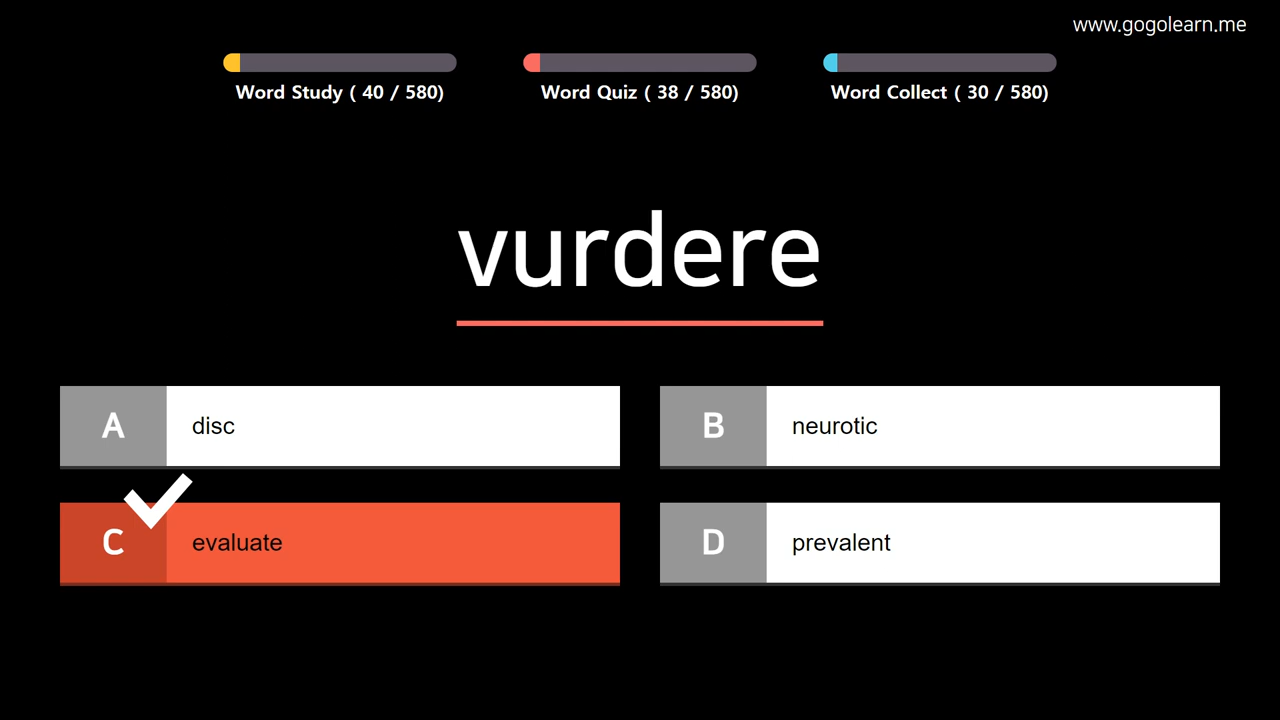 www.gogolearn.me
Word Study ( 40 / 580)
Word Quiz ( 38 / 580)
Word Collect ( 30 / 580)
vurdere
A disc
B neurotic
C evaluate
D prevalent